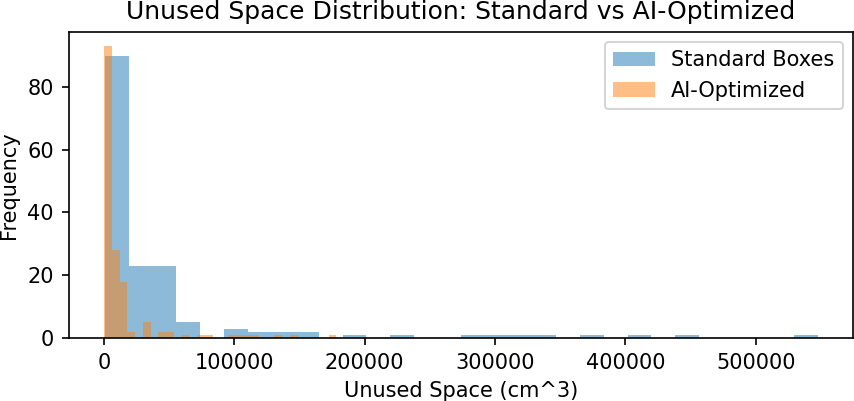 Unused Space Distribution: Standard vs AI-Optimized
Standard Boxes
AI-Optimized
Frequency
80
60
40
20
0
0 100000 200000 300000 400000 500000
Unused Space (cm^3)